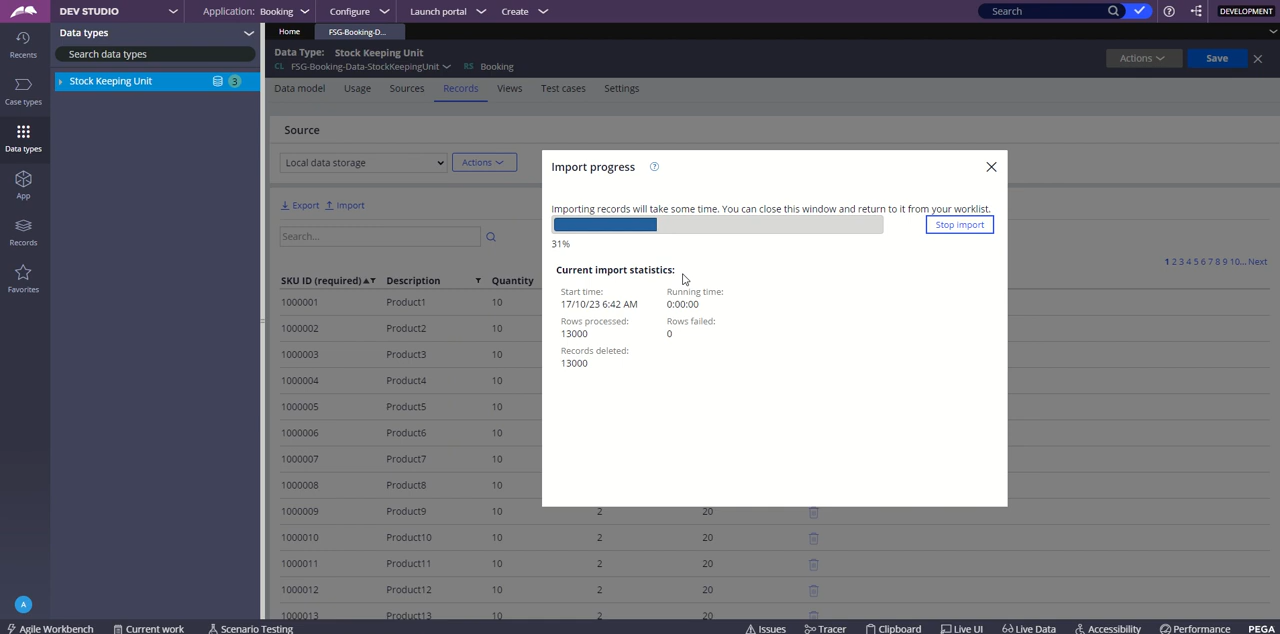 DEV STUDIO
Application: Booking
Configure
Launch portal
Create
Search
DEVELOPMENT
Recents
Case types
Data types
App
Records
Favorites
A
Data types
Search data types
Stock Keeping Unit
3
Home
FSG-Booking-D...
Data Type: Stock Keeping Unit
CL FSG-Booking-Data-StockKeepingUnit
RS Booking
Actions
Save
Data model
Usage
Sources
Records
Views
Test cases
Settings
Source
Local data storage
Actions
Export
Import
Search...
1 2 3 4 5 6 7 8 9 10... Next
SKU ID (required) Description Quantity
1000001 Product1 10
1000002 Product2 10
1000003 Product3 10
1000004 Product4 10
1000005 Product5 10
1000006 Product6 10
1000007 Product7 10
1000008 Product8 10
1000009 Product9 10 2 20
1000010 Product10 10 2 20
1000011 Product11 10 2 20
1000012 Product12 10 2 20
1000013 Product13 10 2 20
Import progress
Importing records will take some time. You can close this window and return to it from your worklist.
Stop import
31%
Current import statistics:
Start time: Running time:
17/10/23 6:42 AM 0:00:00
Rows processed: Rows failed:
13000 0
Records deleted:
13000
Agile Workbench
Current work
Scenario Testing
Issues
Tracer
Clipboard
Live UI
Live Data
Accessibility
Performance
PEGA